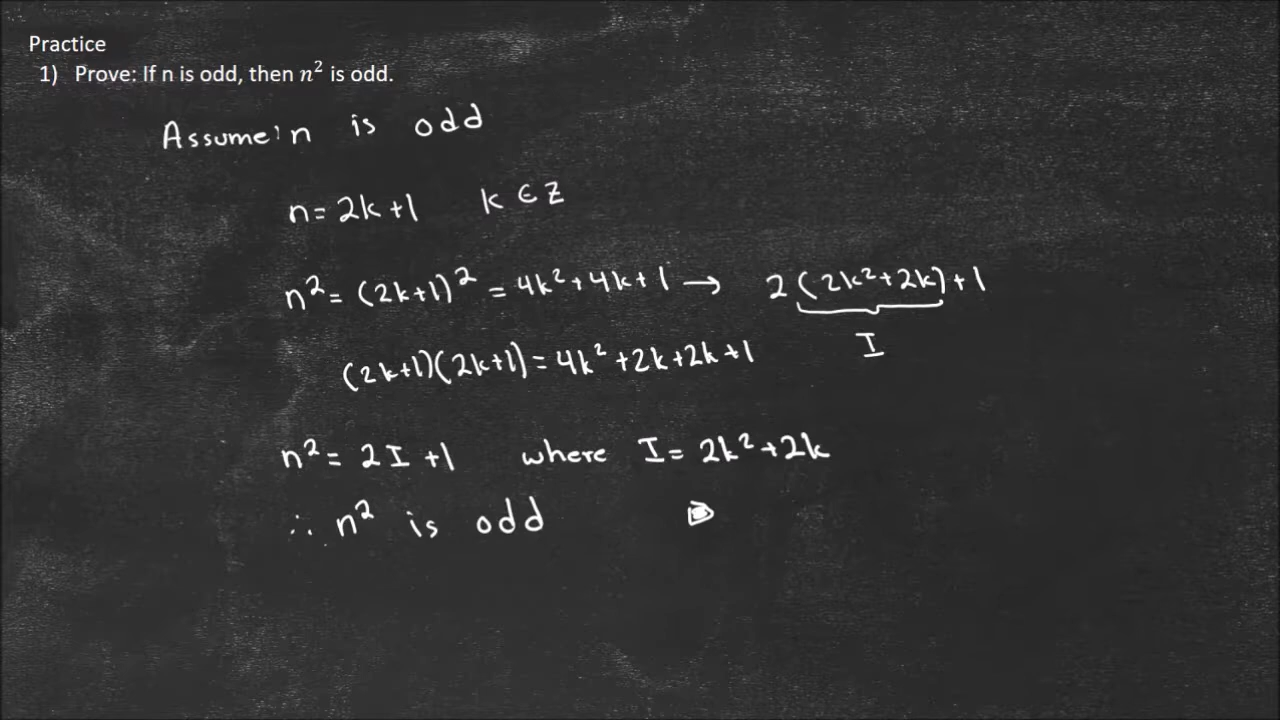 Practice
1) Prove: If n is odd, then n² is odd.
Assume: n is odd
n = 2k+1 k ∈ Z
n² = (2k+1)² = 4k²+4k+1 → 2(2k²+2k)+1
I
(2k+1)(2k+1) = 4k²+2k+2k+1
n² = 2I+1 where I = 2k²+2k
∴ n² is odd